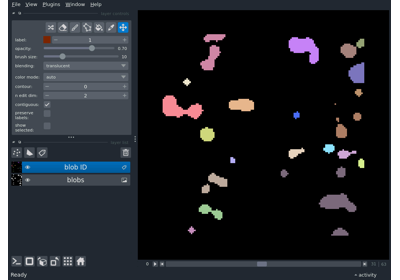 File View Plugins Window Help
label: 1
opacity: 0.70
brush size: 10
blending: translucent
color mode: auto
contour: 0
n edit dim: 2
contiguous:
preserve labels:
show selected:
blob ID
blobs
0
Ready
activity